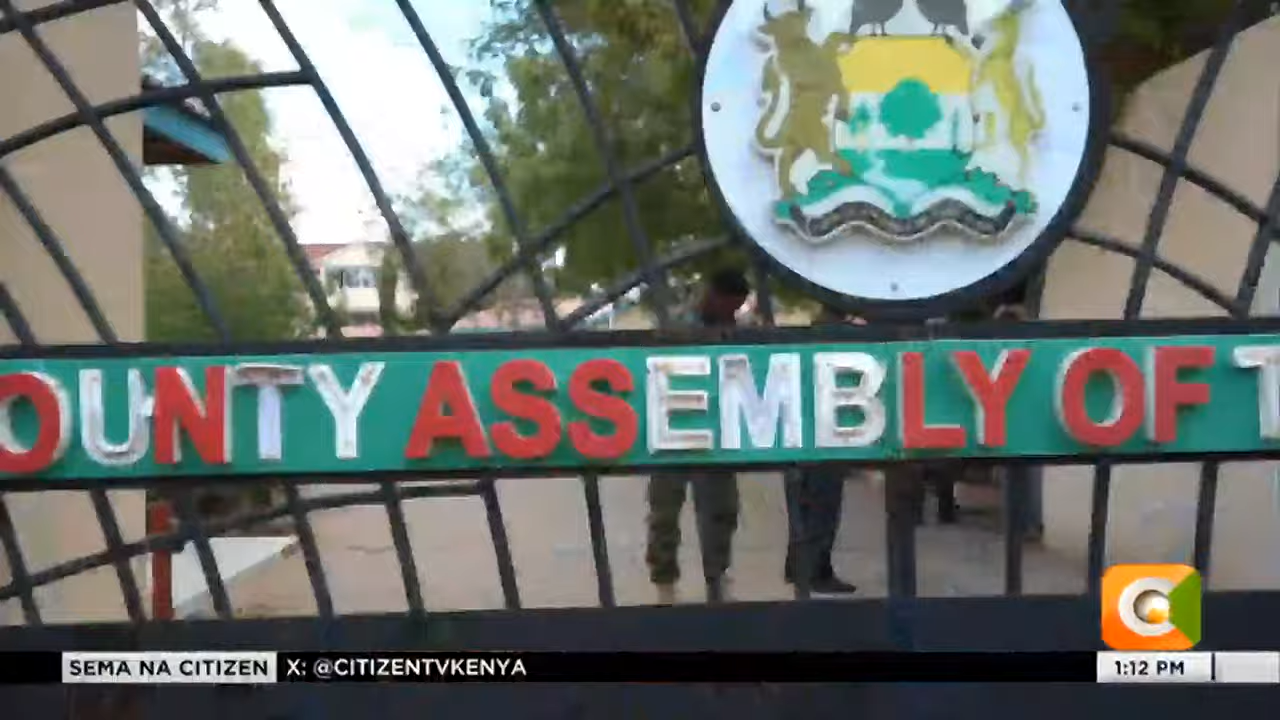 OUNTY ASSEMBLY OF T
SEMA NA CITIZEN X: @CITIZENTVKENYA 1:12 PM